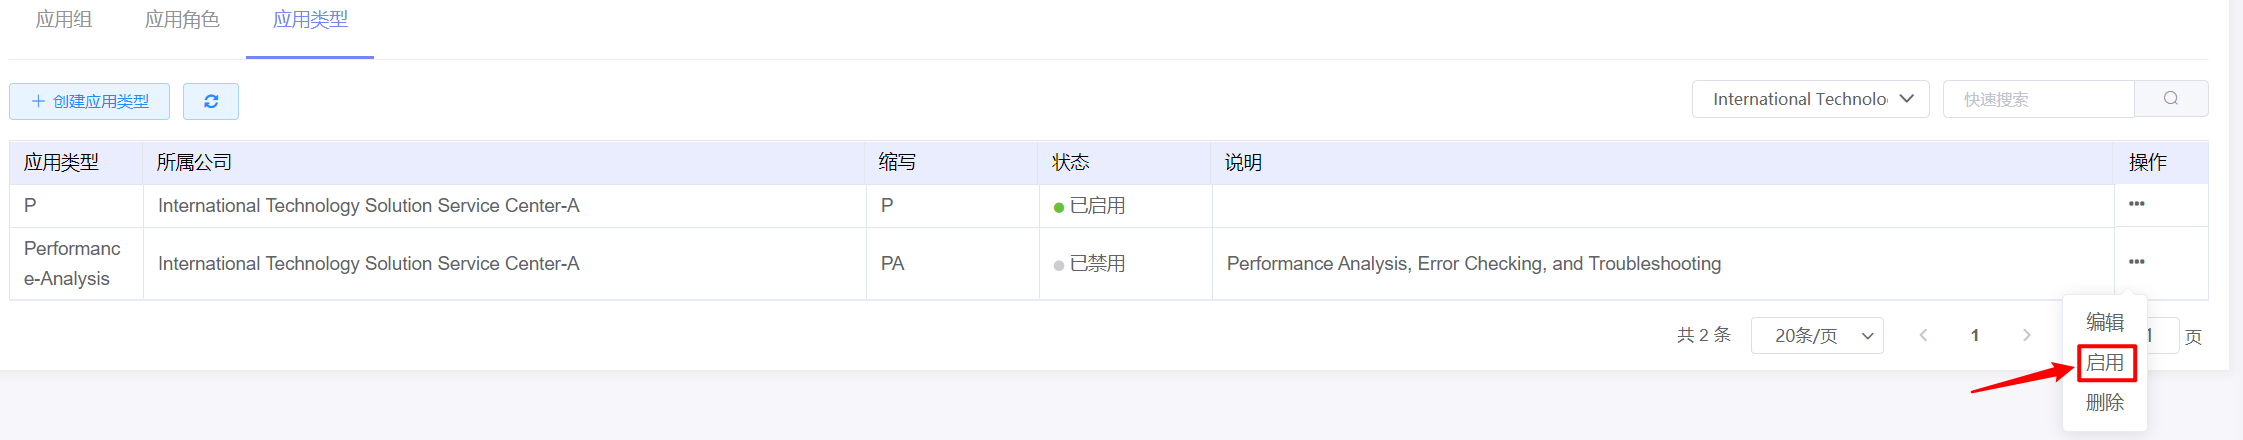 应用组 应用角色 应用类型
创建应用类型 International Technolo 快速搜索
应用类型 所属公司 缩写 状态 说明 操作
P International Technology Solution Service Center-A P 已启用
Performanc
e-Analysis International Technology Solution Service Center-A PA 已禁用 Performance Analysis, Error Checking, and Troubleshooting
共 2 条 20条/页 1 1 页
编辑
启用
删除